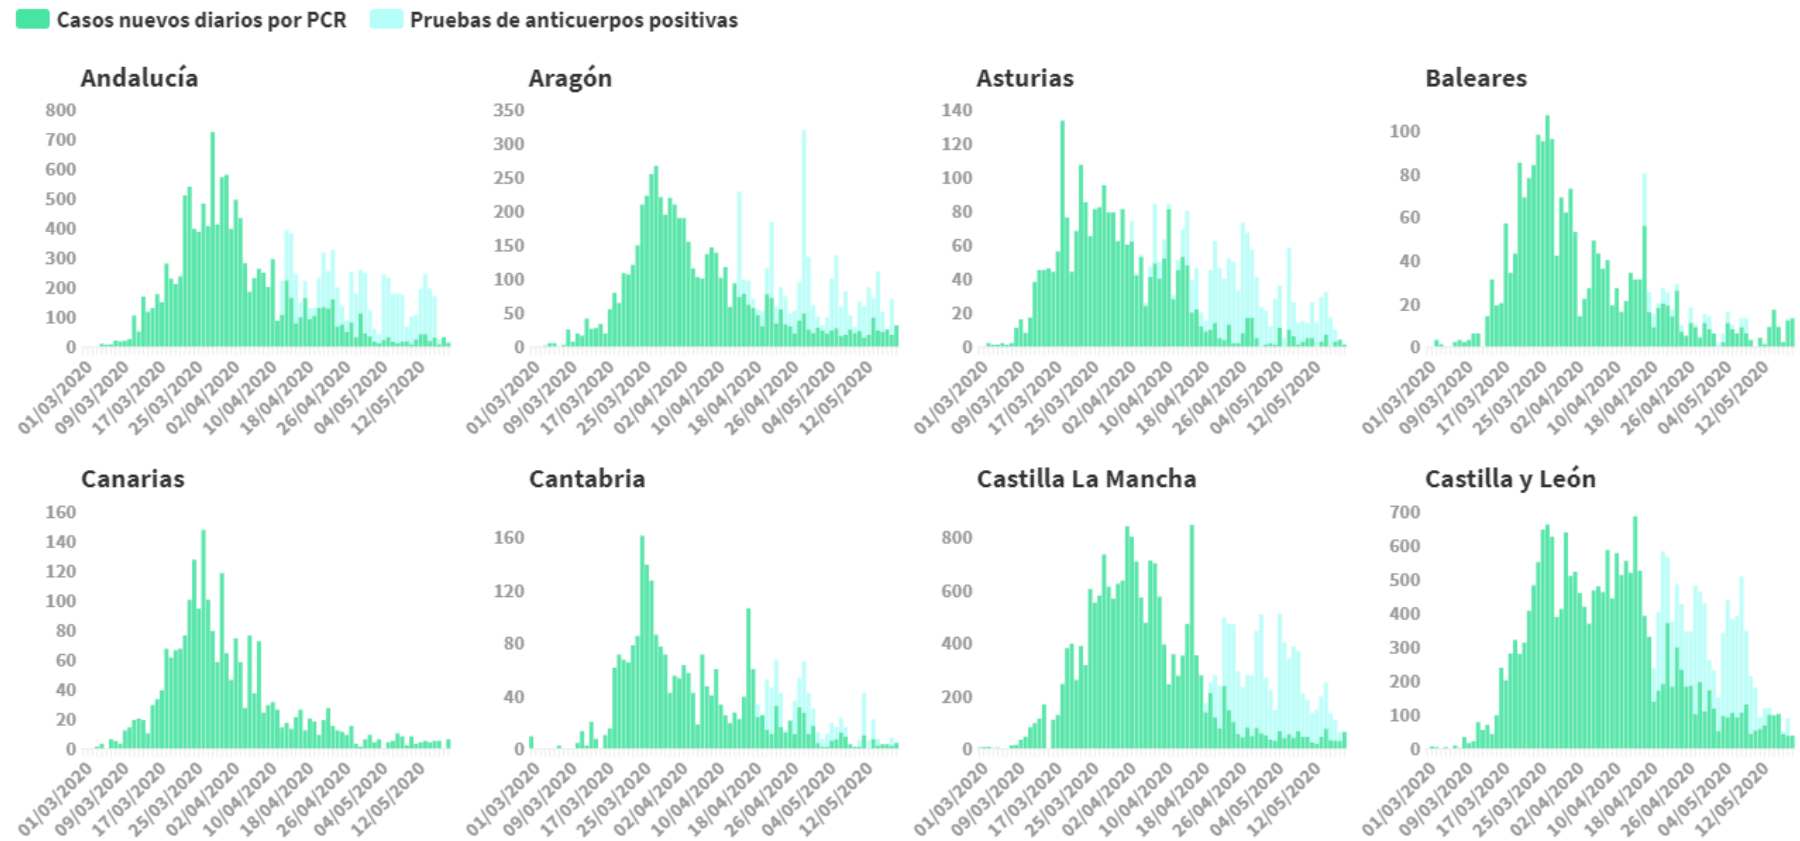 Casos nuevos diarios por PCR Pruebas de anticuerpos positivas
Andalucía Aragón Asturias Baleares
800 350 140
700 300 120 100
600 250 100 80
500 200 80 60
400 150 60 40
300 100 40 20
200 50 20 0
100 0 0
0
01/03/2020 09/03/2020 17/03/2020 25/03/2020 02/04/2020 10/04/2020 18/04/2020 26/04/2020 04/05/2020 12/05/2020
01/03/2020 09/03/2020 17/03/2020 25/03/2020 02/04/2020 10/04/2020 18/04/2020 26/04/2020 04/05/2020 12/05/2020
01/03/2020 09/03/2020 17/03/2020 25/03/2020 02/04/2020 10/04/2020 18/04/2020 26/04/2020 04/05/2020 12/05/2020
01/03/2020 09/03/2020 17/03/2020 25/03/2020 02/04/2020 10/04/2020 18/04/2020 26/04/2020 04/05/2020 12/05/2020
Canarias Cantabria Castilla La Mancha Castilla y León
160 160 800 700
140 120 600 600
120 80 400 500
100 40 200 400
80 0 0 300
60 200
40 100
20 0
0
01/03/2020 09/03/2020 17/03/2020 25/03/2020 02/04/2020 10/04/2020 18/04/2020 26/04/2020 04/05/2020 12/05/2020
01/03/2020 09/03/2020 17/03/2020 25/03/2020 02/04/2020 10/04/2020 18/04/2020 26/04/2020 04/05/2020 12/05/2020
01/03/2020 09/03/2020 17/03/2020 25/03/2020 02/04/2020 10/04/2020 18/04/2020 26/04/2020 04/05/2020 12/05/2020
01/03/2020 09/03/2020 17/03/2020 25/03/2020 02/04/2020 10/04/2020 18/04/2020 26/04/2020 04/05/2020 12/05/2020